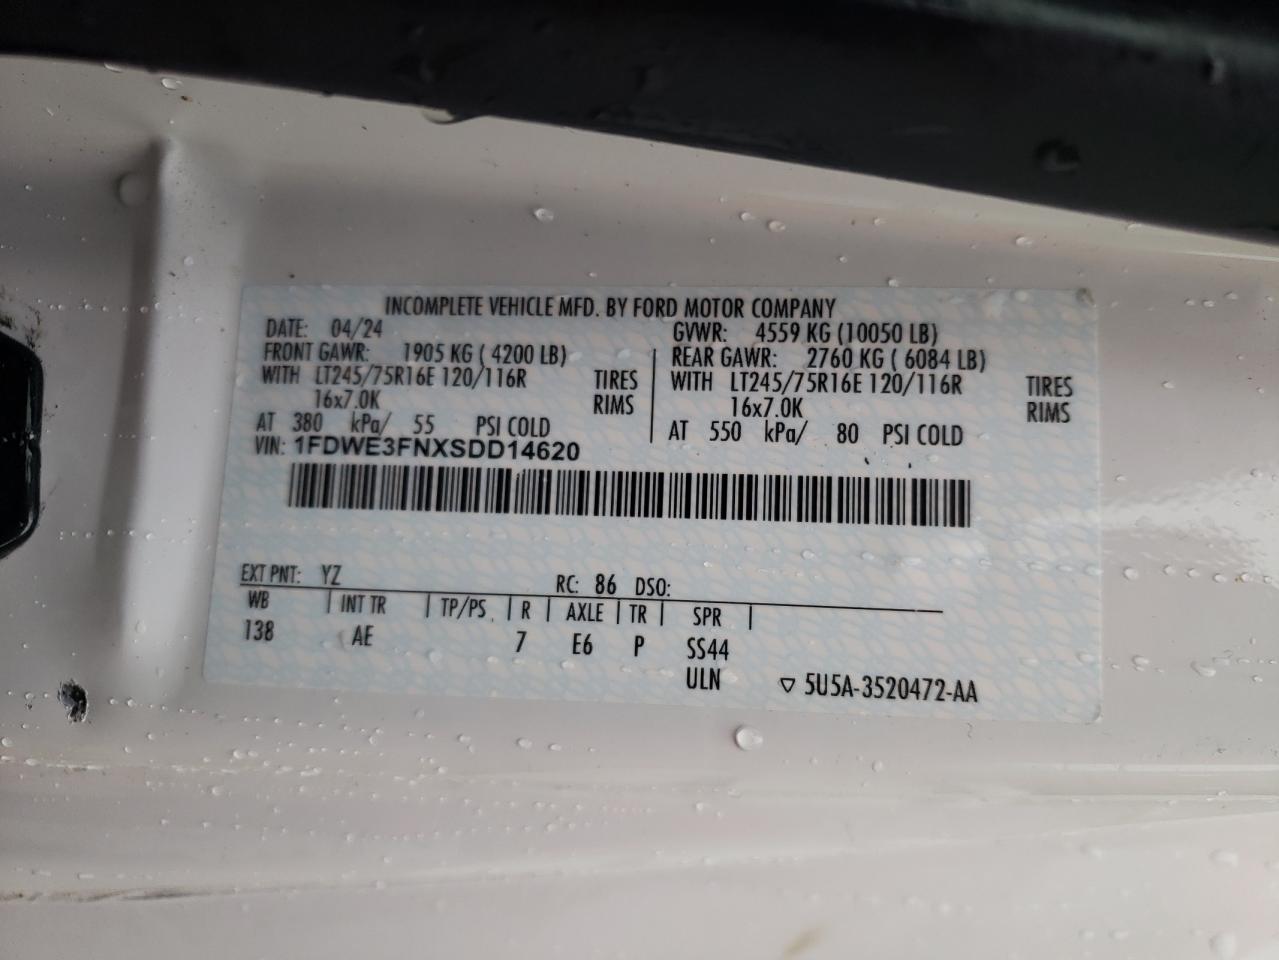 INCOMPLETE VEHICLE MFD. BY FORD MOTOR COMPANY
DATE: 04/24 GVWR: 4559 KG (10050 LB)
FRONT GAWR: 1905 KG ( 4200 LB) REAR GAWR: 2760 KG ( 6084 LB)
WITH LT245/75R16E 120/116R TIRES WITH LT245/75R16E 120/116R TIRES
16x7.0K RIMS 16x7.0K RIMS
AT 380 kPa/ 55 PSI COLD AT 550 kPa/ 80 PSI COLD
VIN: 1FDWE3FNXSDD14620
EXT PNT: YZ RC: 86 DSO:
WB | INT TR | TP/PS | R | AXLE | TR | SPR |
138 AE 7 E6 P SS44
ULN ▽ 5U5A-3520472-AA